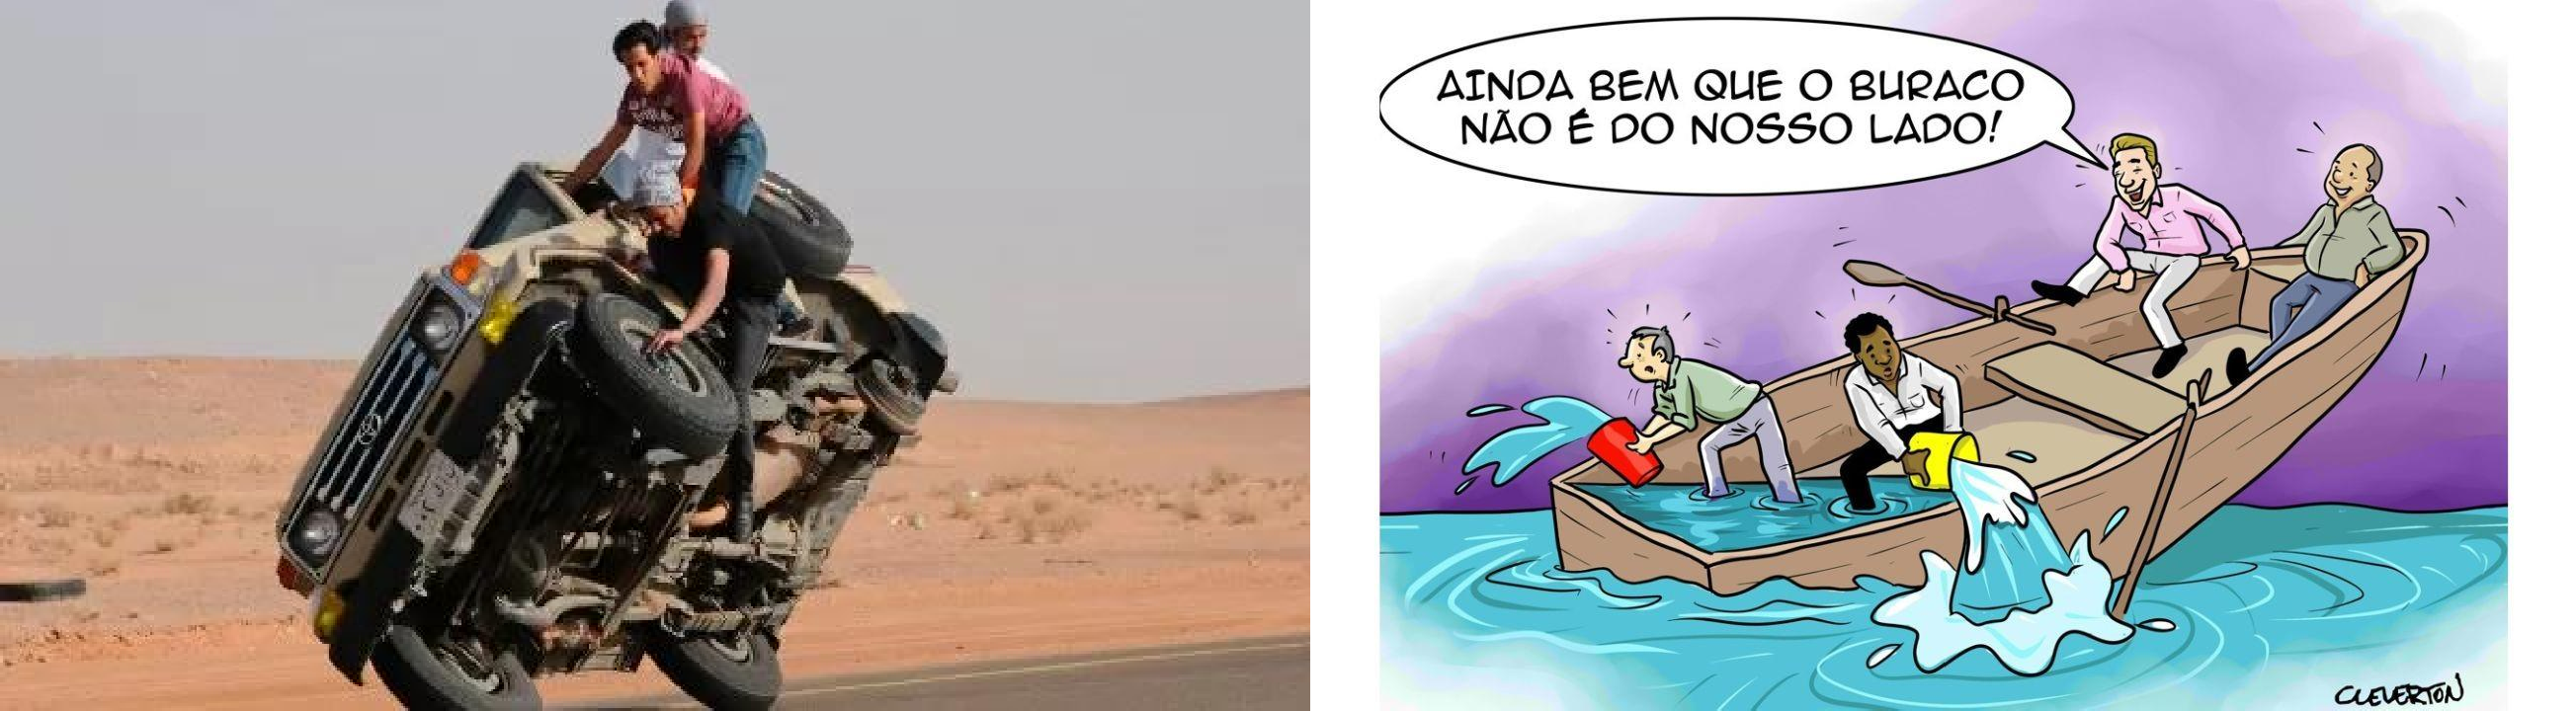 AINDA BEM QUE O BURACO
NÃO É DO NOSSO LADO!
CLEVERTON